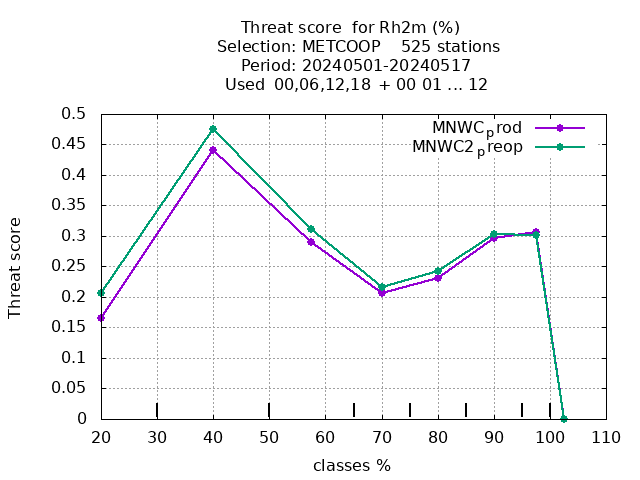 Threat score  for Rh2m (%)
Selection: METCOOP    525 stations
Period: 20240501-20240517
Used  00,06,12,18  + 00 01 ... 12
MNWC_prod
MNWC2_preop
0.5
0.45
0.4
0.35
0.3
0.25
0.2
0.15
0.1
0.05
0
Threat score
20 30 40 50 60 70 80 90 100 110
classes %